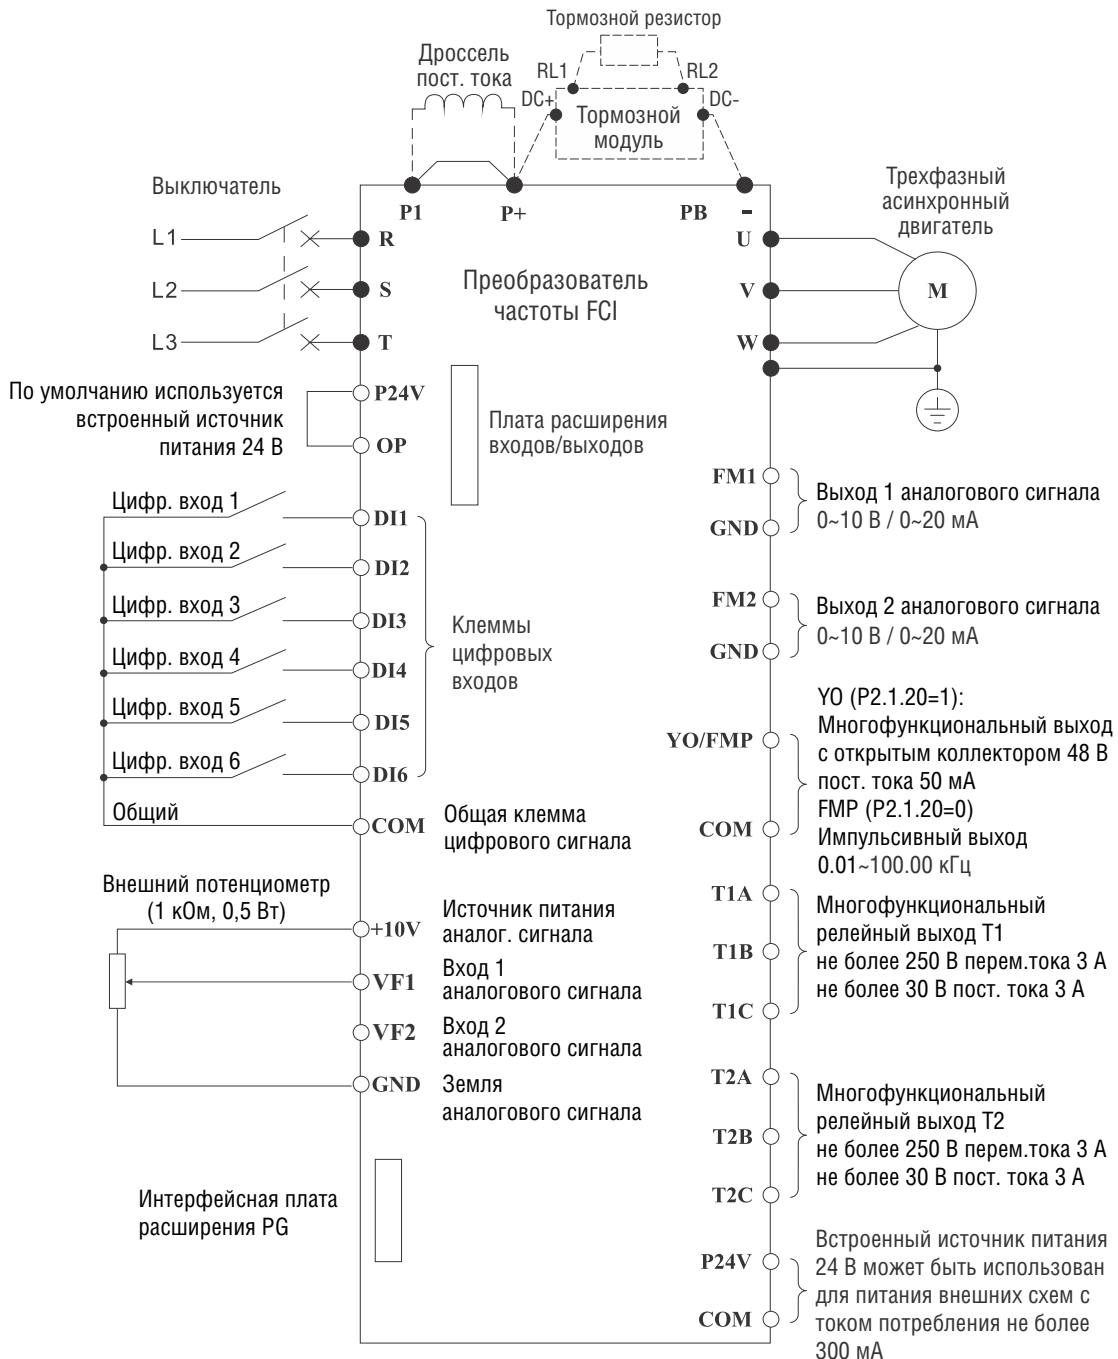 Тормозной резистор
Дроссель
пост. тока
RL1
RL2
DC+
DC-
Тормозной
модуль
Выключатель
P1
P+
PB
-
Трехфазный
асинхронный
двигатель
L1
R
U
L2
S
V
M
L3
T
W
Преобразователь
частоты FCI
По умолчанию используется
встроенный источник
питания 24 В
P24V
OP
Плата расширения
входов/выходов
Цифр. вход 1
DI1
Цифр. вход 2
DI2
Цифр. вход 3
DI3
Цифр. вход 4
DI4
Цифр. вход 5
DI5
Цифр. вход 6
DI6
Клеммы
цифровых
входов
Общий
COM
Общая клемма
цифрового сигнала
Внешний потенциометр
(1 кОм, 0,5 Вт)
+10V
Источник питания
аналог. сигнала
VF1
Вход 1
аналогового сигнала
VF2
Вход 2
аналогового сигнала
GND
Земля
аналогового сигнала
Интерфейсная плата
расширения PG
FM1
GND
Выход 1 аналогового сигнала
0~10 В / 0~20 мА
FM2
GND
Выход 2 аналогового сигнала
0~10 В / 0~20 мА
YO/FMP
COM
YO (P2.1.20=1):
Многофункциональный выход
с открытым коллектором 48 В
пост. тока 50 мА
FMP (P2.1.20=0)
Импульсивный выход
0.01~100.00 кГц
T1A
T1B
T1C
Многофункциональный
релейный выход T1
не более 250 В перем.тока 3 А
не более 30 В пост. тока 3 А
T2A
T2B
T2C
Многофункциональный
релейный выход T2
не более 250 В перем.тока 3 А
не более 30 В пост. тока 3 А
P24V
COM
Встроенный источник питания
24 В может быть использован
для питания внешних схем с
током потребления не более
300 мА